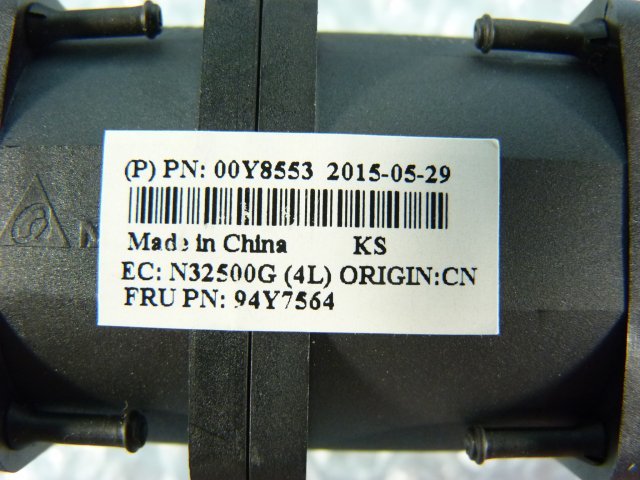 (P) PN: 00Y8553 2015-05-29
Made in China KS
EC: N32500G (4L) ORIGIN:CN
FRU PN: 94Y7564